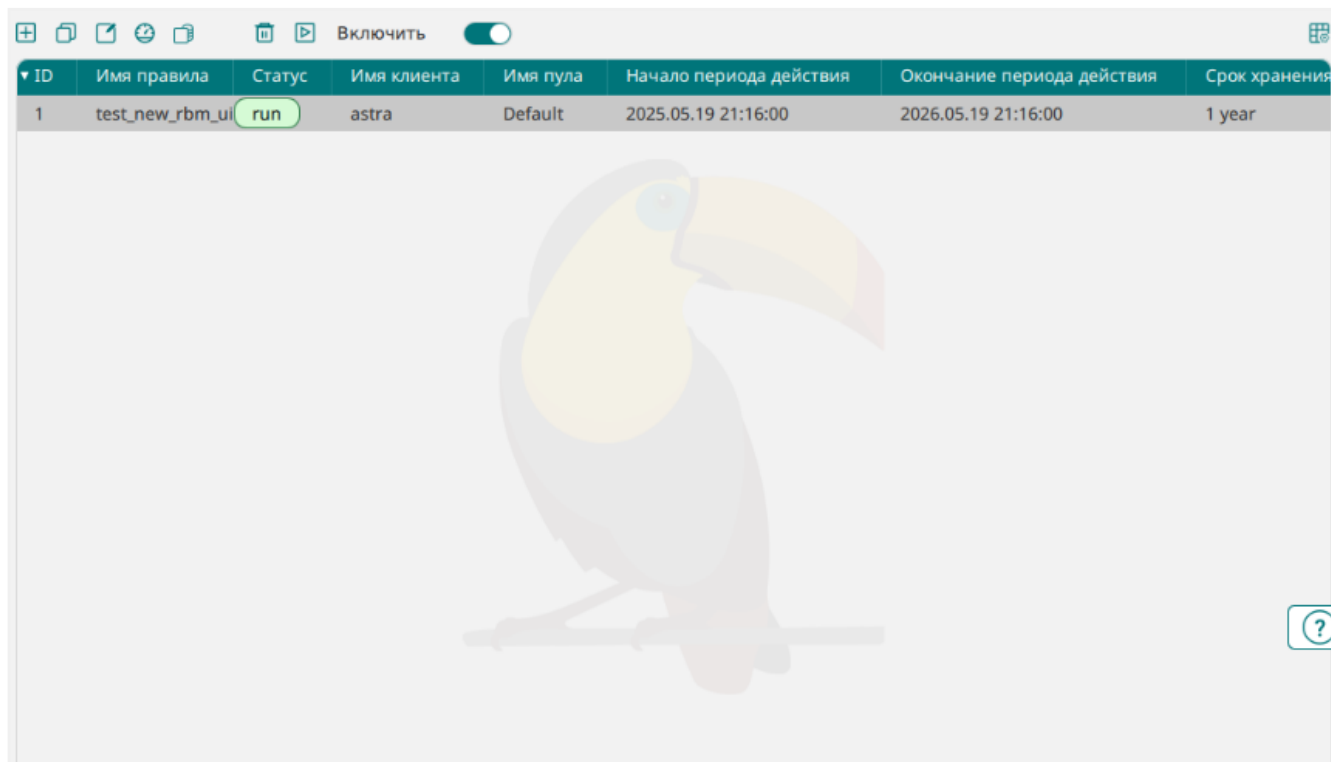 Включить
ID Имя правила Статус Имя клиента Имя пула Начало периода действия Окончание периода действия Срок хранения
1 test_new_rbm_ui run astra Default 2025.05.19 21:16:00 2026.05.19 21:16:00 1 year
?